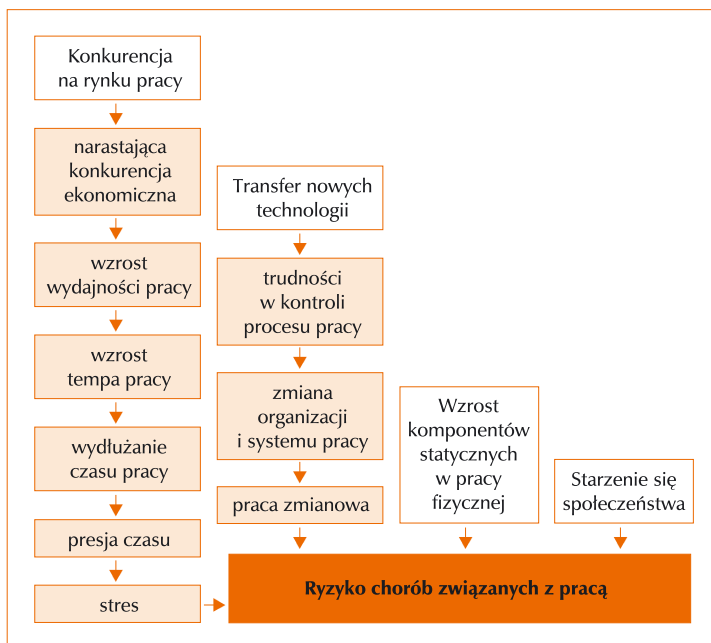 Konkurencja
na rynku pracy
narastająca
konkurencja
ekonomiczna
wzrost
wydajności pracy
wzrost
tempa pracy
wydłużanie
czasu pracy
presja czasu
stres
Transfer nowych
technologii
trudności
w kontroli
procesu pracy
zmiana
organizacji
i systemu pracy
praca zmianowa
Wzrost
komponentów
statycznych
w pracy
fizycznej
Starzenie się
społeczeństwa
Ryzyko chorób związanych z pracą